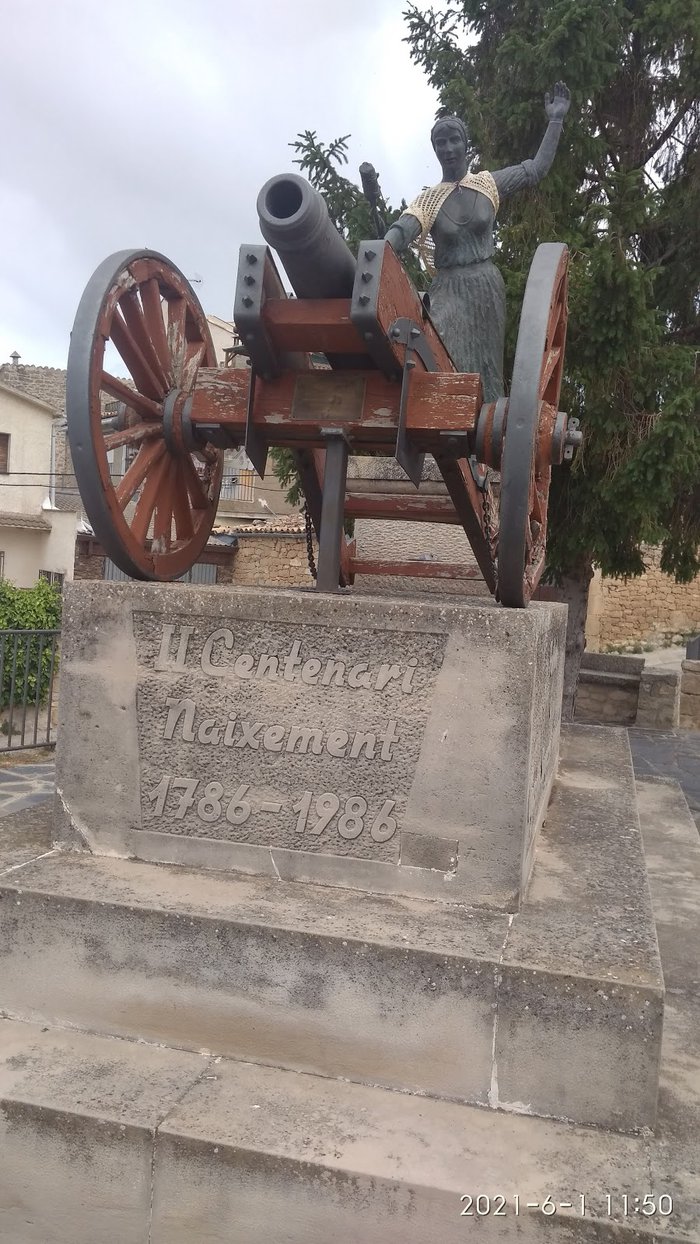 II Centenari
Naixement
1786-1986
2021-6-1 11:50